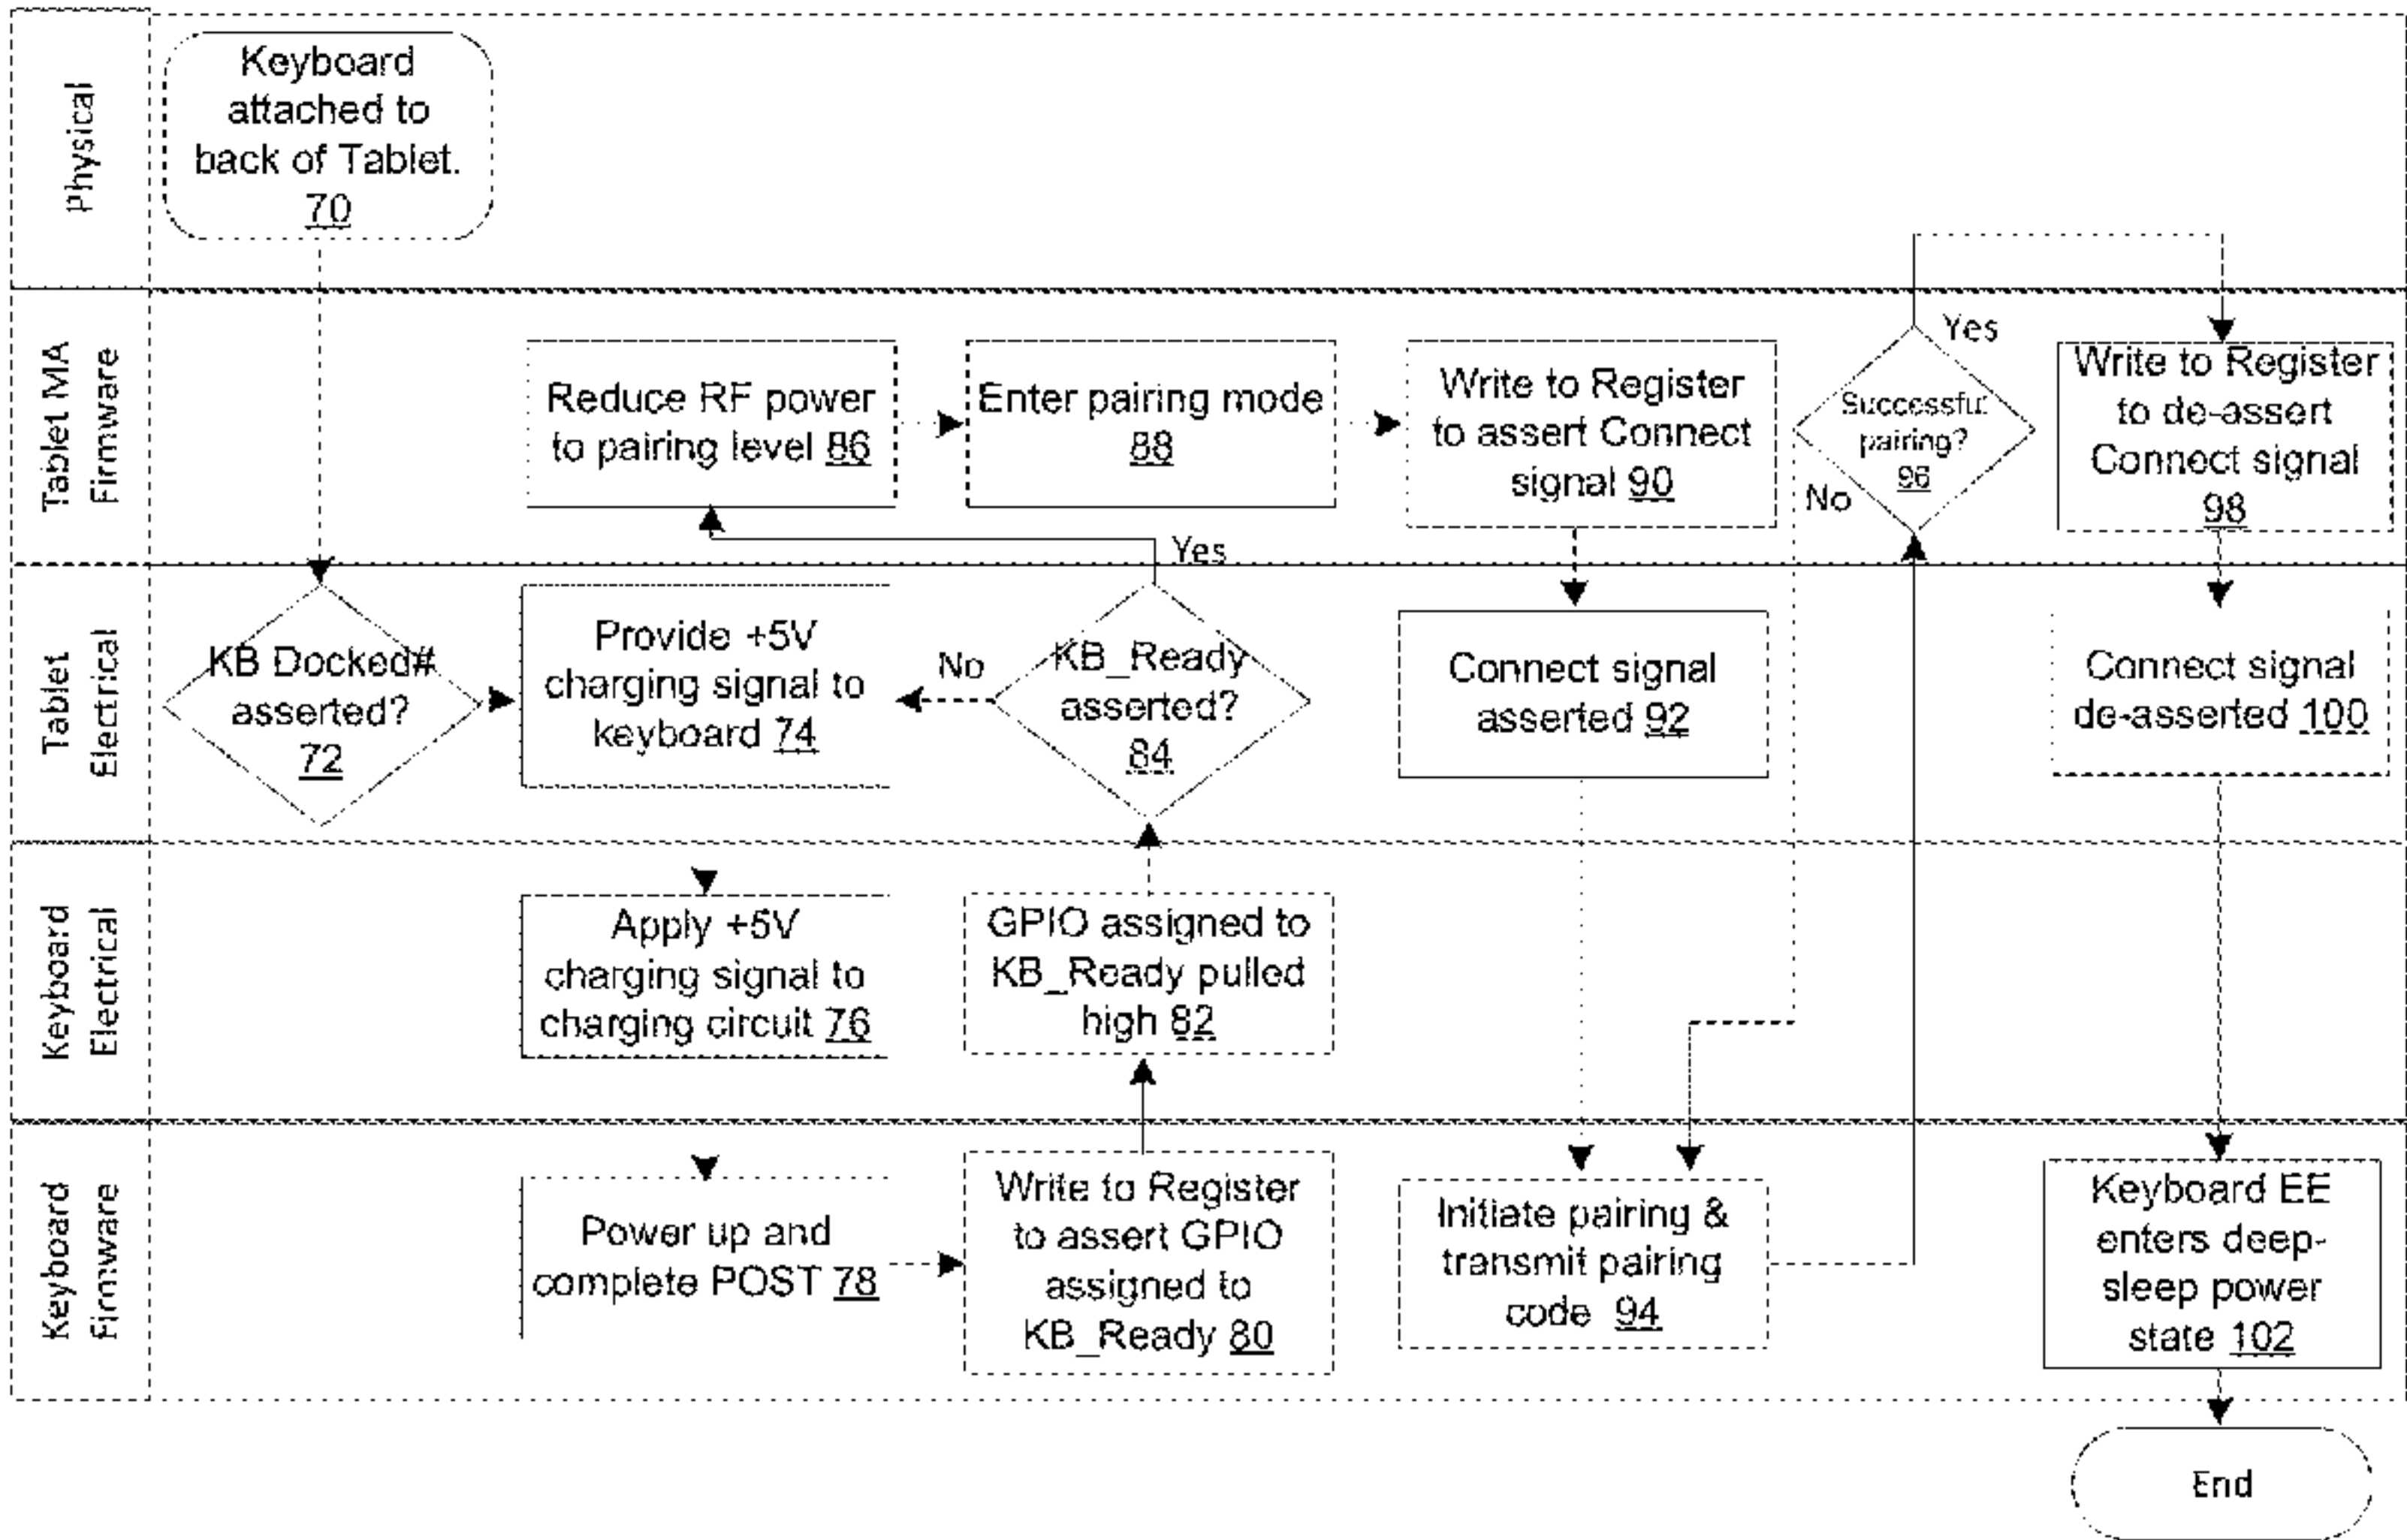 Physical
Keyboard
attached to
back of Tablet.
70
Tablet MA
Firmware
Reduce RF power
to pairing level 86
Enter pairing mode
88
Write to Register
to assert Connect
signal 90
Yes
Successful
pairing?
96
No
Write to Register
to de-assert
Connect signal
98
Yes
Tablet
Electrical
KB Docked#
asserted?
72
Provide +5V
charging signal to
keyboard 74
No
KB_Ready
asserted?
84
Connect signal
asserted 92
Connect signal
de-asserted 100
Keyboard
Electrical
Apply +5V
charging signal to
charging circuit 76
GPIO assigned to
KB_Ready pulled
high 82
Keyboard
Firmware
Power up and
complete POST 78
Write to Register
to assert GPIO
assigned to
KB_Ready 80
Initiate pairing &
transmit pairing
code 94
Keyboard EE
enters deep-
sleep power
state 102
End